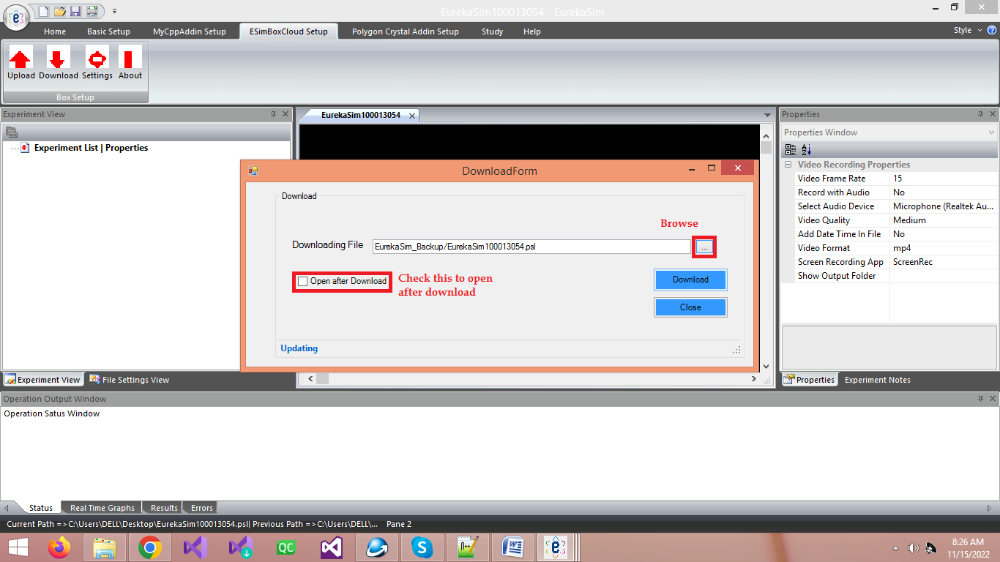 EurekaSim100013054 - EurekaSim
Home Basic Setup MyCppAddin Setup ESimBoxCloud Setup Polygon Crystal Addin Setup Study Help Style
Upload Download Settings About
Box Setup
Experiment View
Experiment List | Properties
EurekaSim100013054
DownloadForm
Download
Browse
Downloading File EurekaSim_Backup/EurekaSim100013054.psl ...
Open after Download
Check this to open
after download
Download
Close
Updating
Properties
Properties Window
Video Recording Properties
Video Frame Rate 15
Record with Audio No
Select Audio Device Microphone (Realtek Au...
Video Quality Medium
Add Date Time In File No
Video Format mp4
Screen Recording App ScreenRec
Show Output Folder
Experiment View File Settings View
Properties Experiment Notes
Operation Output Window
Operation Satus Window
Status Real Time Graphs Results Errors
Current Path =>C:\Users\DELL\Desktop\EurekaSim100013054.psl| Previous Path =>C:\Users\DELL\... Pane 2
QC
8:26 AM
11/15/2022